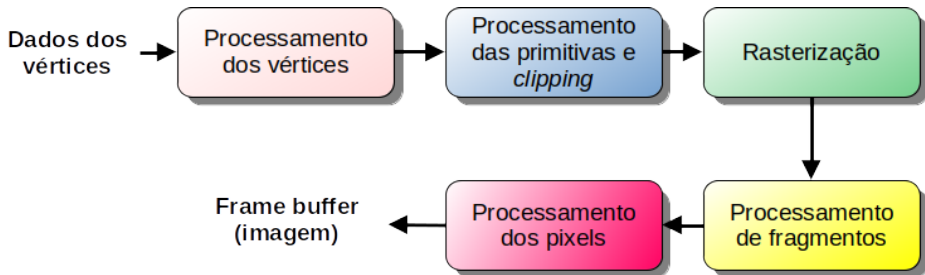 Dados dos
vértices
Processamento
dos vértices
Processamento
das primitivas e
clipping
Rasterização
Frame buffer
(imagem)
Processamento
dos pixels
Processamento
de fragmentos